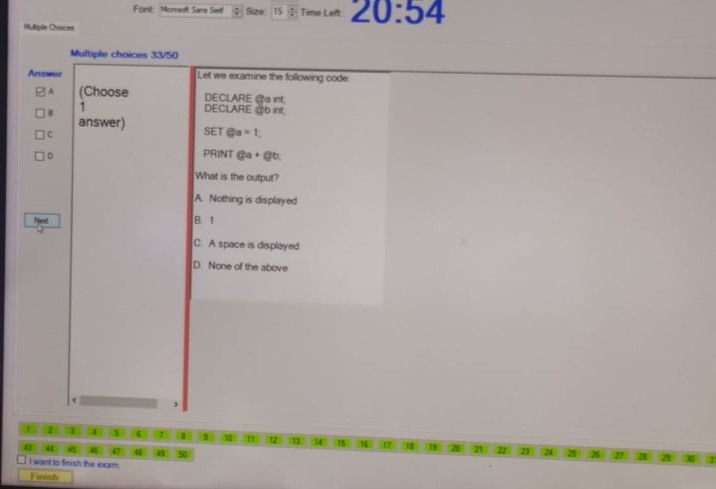 Font: Microsoft Sans Serif Size: 15 Time Left: 20:54
Multiple Choices
Multiple choices 33/50
Answer
A
B
C
D
Next
(Choose
1
answer)
Let we examine the following code:
DECLARE @a int;
DECLARE @b int;
SET @a = 1;
PRINT @a + @b;
What is the output?
A. Nothing is displayed
B. 1
C. A space is displayed
D. None of the above
1 2 3 4 5 6 7 8 9 10 11 12 13 14 15 16 17 18 19 20 21 22 23 24 25 26 27 28 29 30
43 44 45 46 47 48 49 50
I want to finish the exam.
Finish